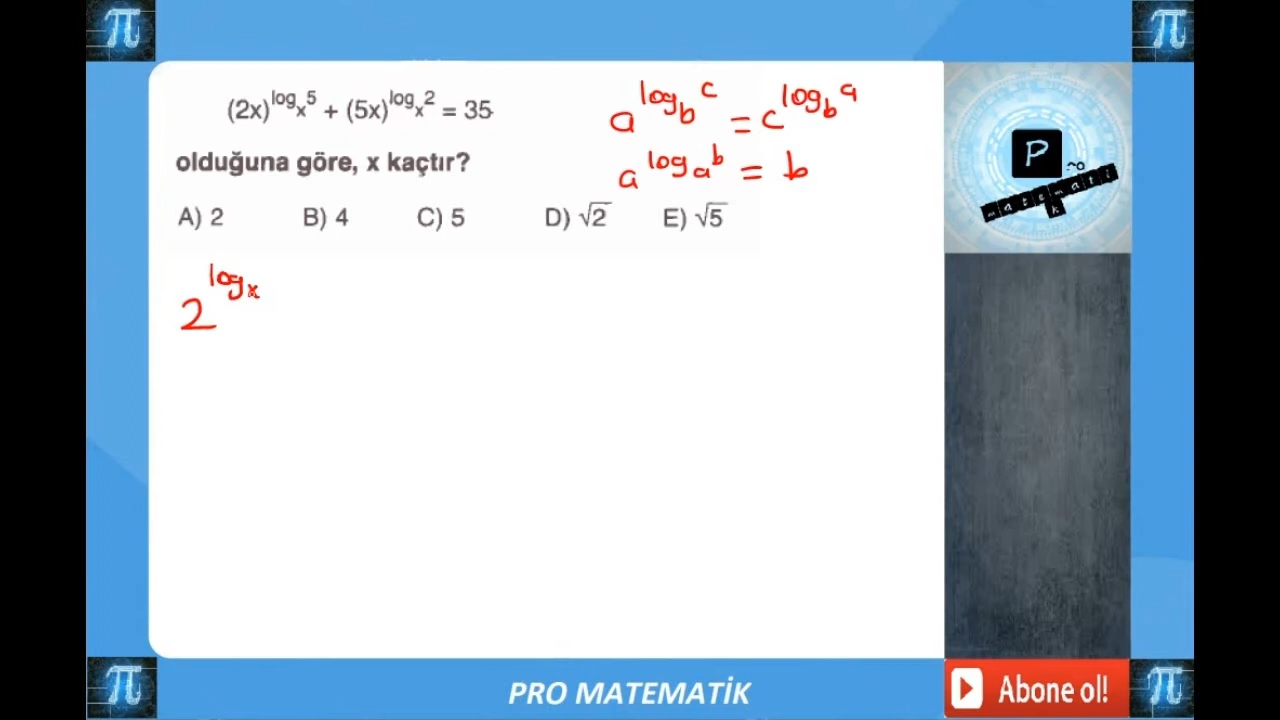 (2x)^log_x 5 + (5x)^log_x 2 = 35
olduğuna göre, x kaçtır?
A) 2 B) 4 C) 5 D) √2 E) √5
a^log_b c = c^log_b a
a^log_a b = b
2^log_x
P
matematik
PRO MATEMATİK
Abone ol!
π
π
π
π